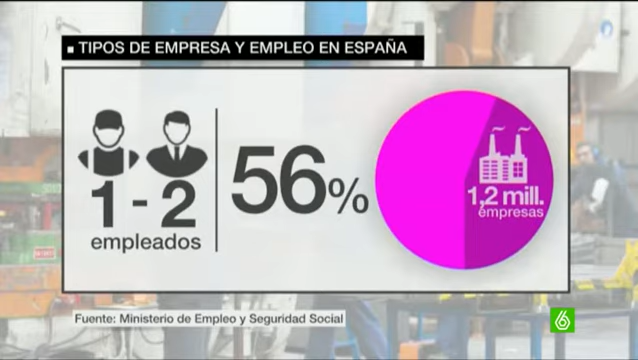 TIPOS DE EMPRESA Y EMPLEO EN ESPAÑA
1 - 2
empleados
56%
1,2 mill.
empresas
Fuente: Ministerio de Empleo y Seguridad Social
6